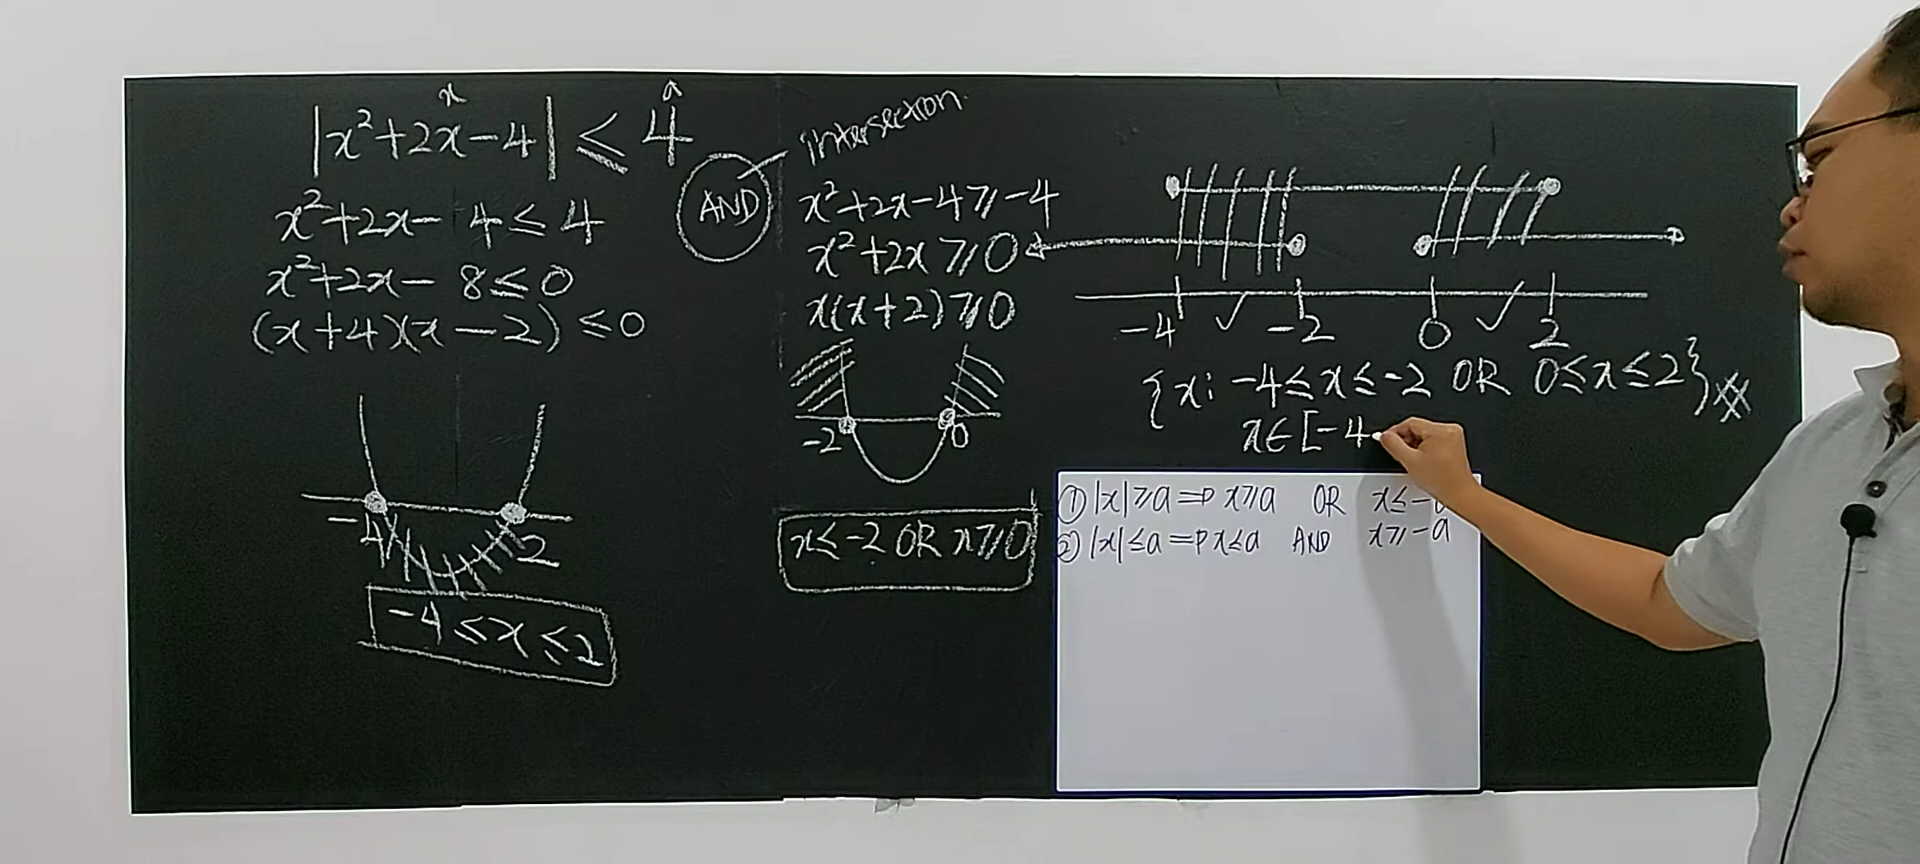 x a
|x²+2x-4| ≤ 4
x²+2x-4 ≤ 4
x²+2x-8 ≤ 0
(x+4)(x-2) ≤ 0
-4 2
-4 ≤ x ≤ 2
AND
intersection.
x²+2x-4 ≥ -4
x²+2x ≥ 0
x(x+2) ≥ 0
-2 0
x ≤ -2 OR x ≥ 0
-4 ✓ -2 0 ✓ 2
{x: -4 ≤ x ≤ -2 OR 0 ≤ x ≤ 2}
x ∈ [-4
① |x| ≥ a ⇒ x ≥ a OR x ≤ -a
② |x| ≤ a ⇒ x ≤ a AND x ≥ -a